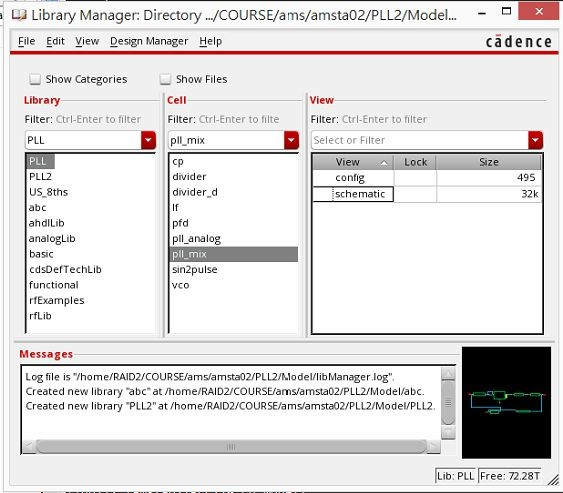 Library Manager: Directory .../COURSE/ams/amsta02/PLL2/Model...
File Edit View Design Manager Help
cādence
Show Categories Show Files
Library
Filter: Ctrl-Enter to filter
PLL
PLL
PLL2
US_8ths
abc
ahdlLib
analogLib
basic
cdsDefTechLib
functional
rfExamples
rfLib
Cell
Filter: Ctrl-Enter to filte
pll_mix
cp
divider
divider_d
lf
pfd
pll_analog
pll_mix
sin2pulse
vco
View
Filter: Ctrl-Enter to filter
Select or Filter
View Lock Size
config 495
schematic 32k
Messages
Log file is "/home/RAID2/COURSE/ams/amsta02/PLL2/Model/libManager.log".
Created new library "abc" at /home/RAID2/COURSE/ams/amsta02/PLL2/Model/abc.
Created new library "PLL2" at /home/RAID2/COURSE/ams/amsta02/PLL2/Model/PLL2.
Lib: PLL Free: 72.28T